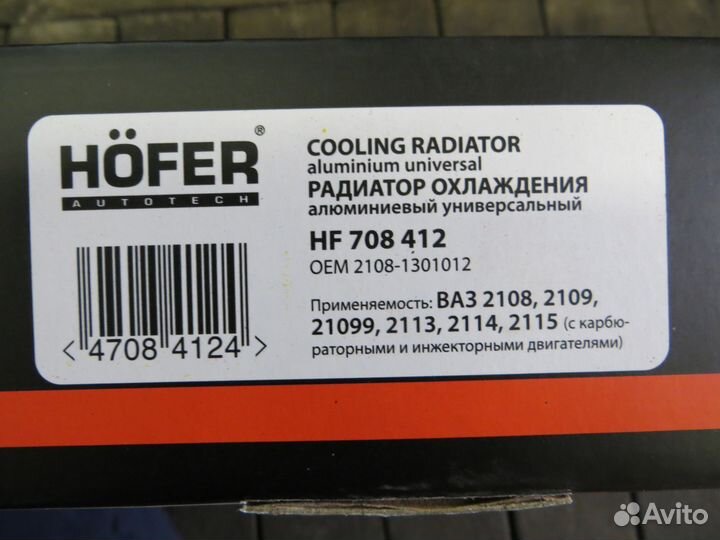 HÖFER®
AUTOTECH
<4708 4124>
COOLING RADIATOR
aluminium universal
РАДИАТОР ОХЛАЖДЕНИЯ
алюминиевый универсальный
HF 708 412
OEM 2108-1301012
Применяемость: ВАЗ 2108, 2109,
21099, 2113, 2114, 2115 (с карбю-
раторными и инжекторными двигателями)
Avito